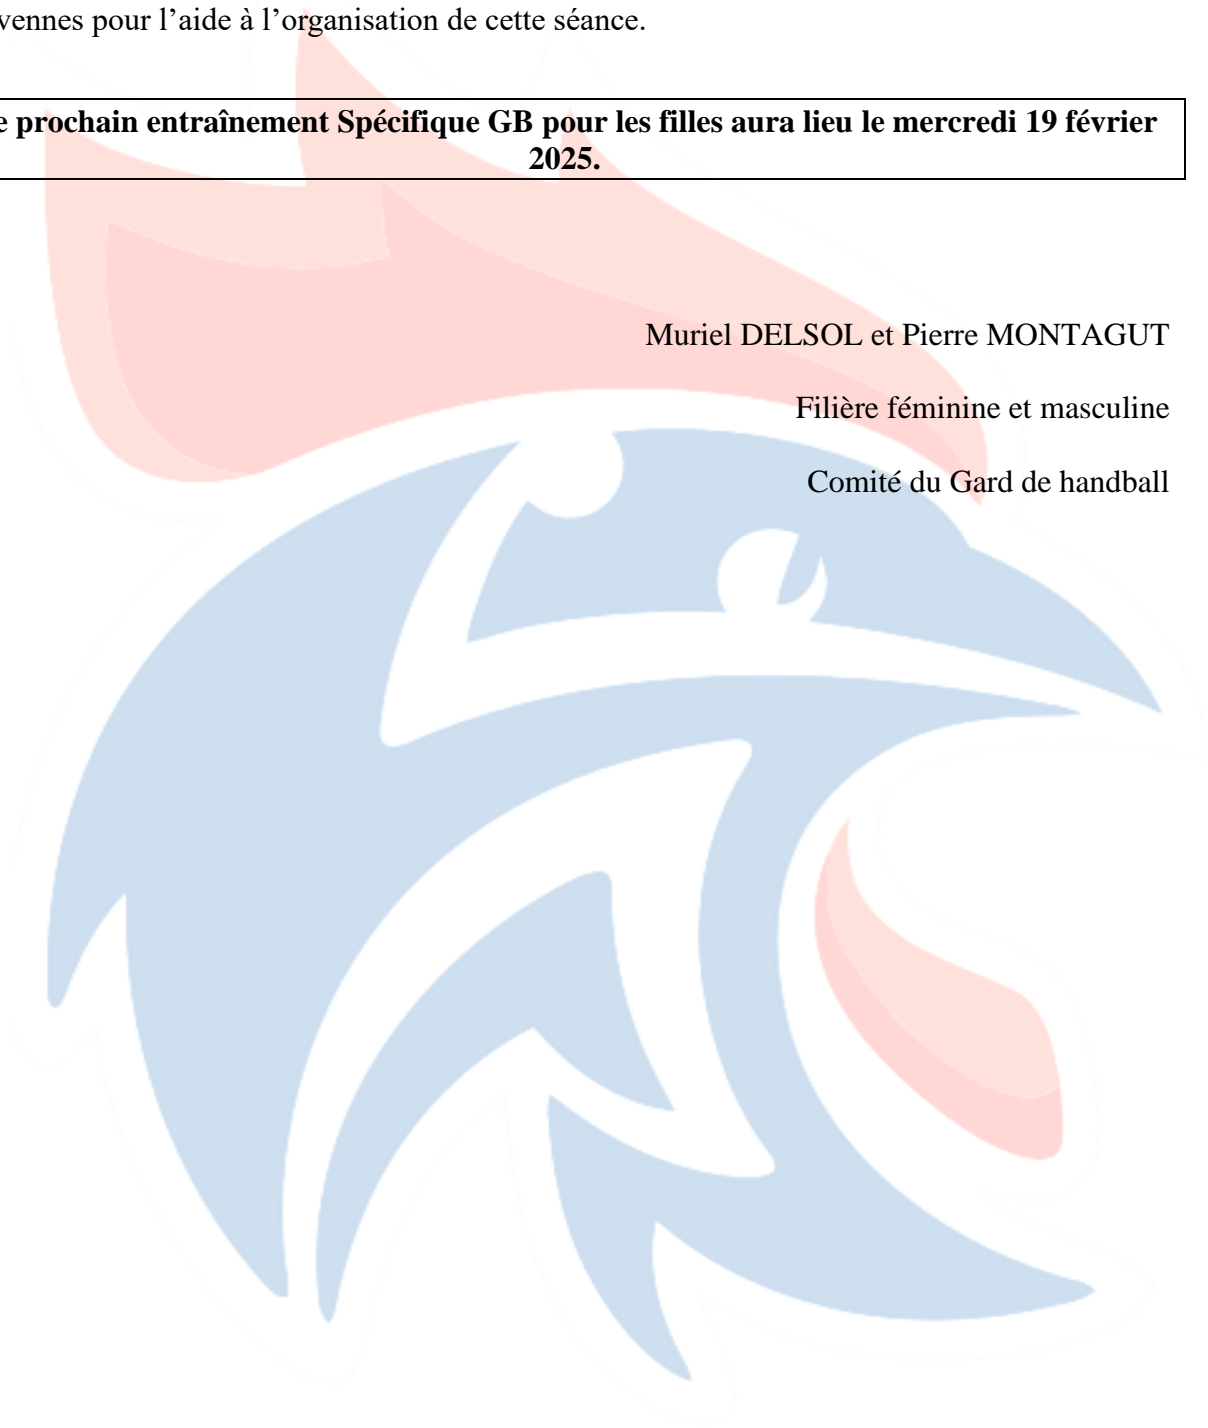 vennes pour l’aide à l’organisation de cette séance.
e prochain entraînement Spécifique GB pour les filles aura lieu le mercredi 19 février
2025.
Muriel DELSOL et Pierre MONTAGUT
Filière féminine et masculine
Comité du Gard de handball